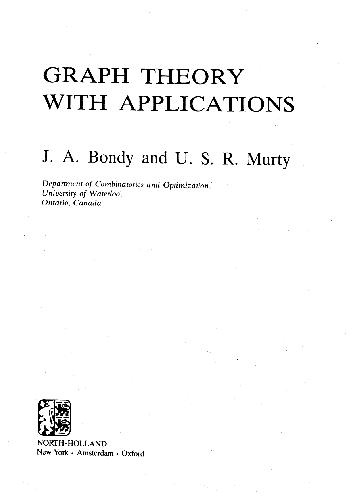 GRAPH THEORY
WITH APPLICATIONS
J. A. Bondy and U. S. R. Murty
Department of Combinatorics and Optimization,
University of Waterloo,
Ontario, Canada
NORTH-HOLLAND
New York • Amsterdam • Oxford